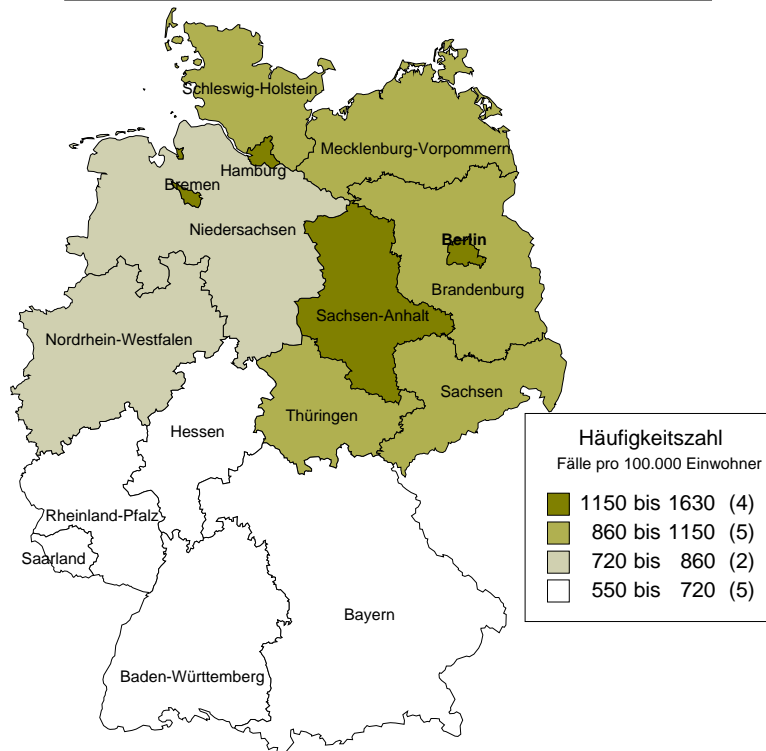 Schleswig-Holstein
Mecklenburg-Vorpommern
Hamburg
Bremen
Niedersachsen
Berlin
Brandenburg
Sachsen-Anhalt
Nordrhein-Westfalen
Sachsen
Thüringen
Hessen
Rheinland-Pfalz
Saarland
Bayern
Baden-Württemberg
Häufigkeitszahl
Fälle pro 100.000 Einwohner
1150 bis 1630 (4)
860 bis 1150 (5)
720 bis 860 (2)
550 bis 720 (5)